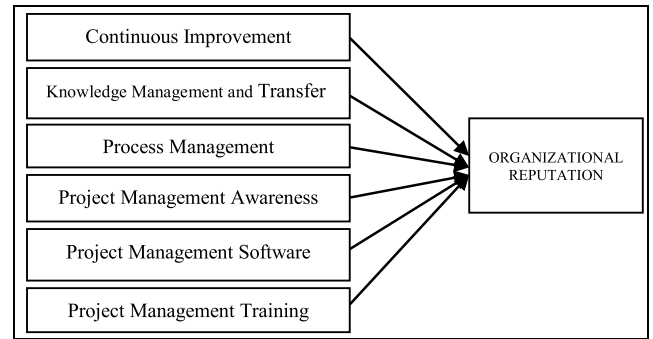 Continuous Improvement
Knowledge Management and Transfer
Process Management
Project Management Awareness
Project Management Software
Project Management Training
ORGANIZATIONAL
REPUTATION